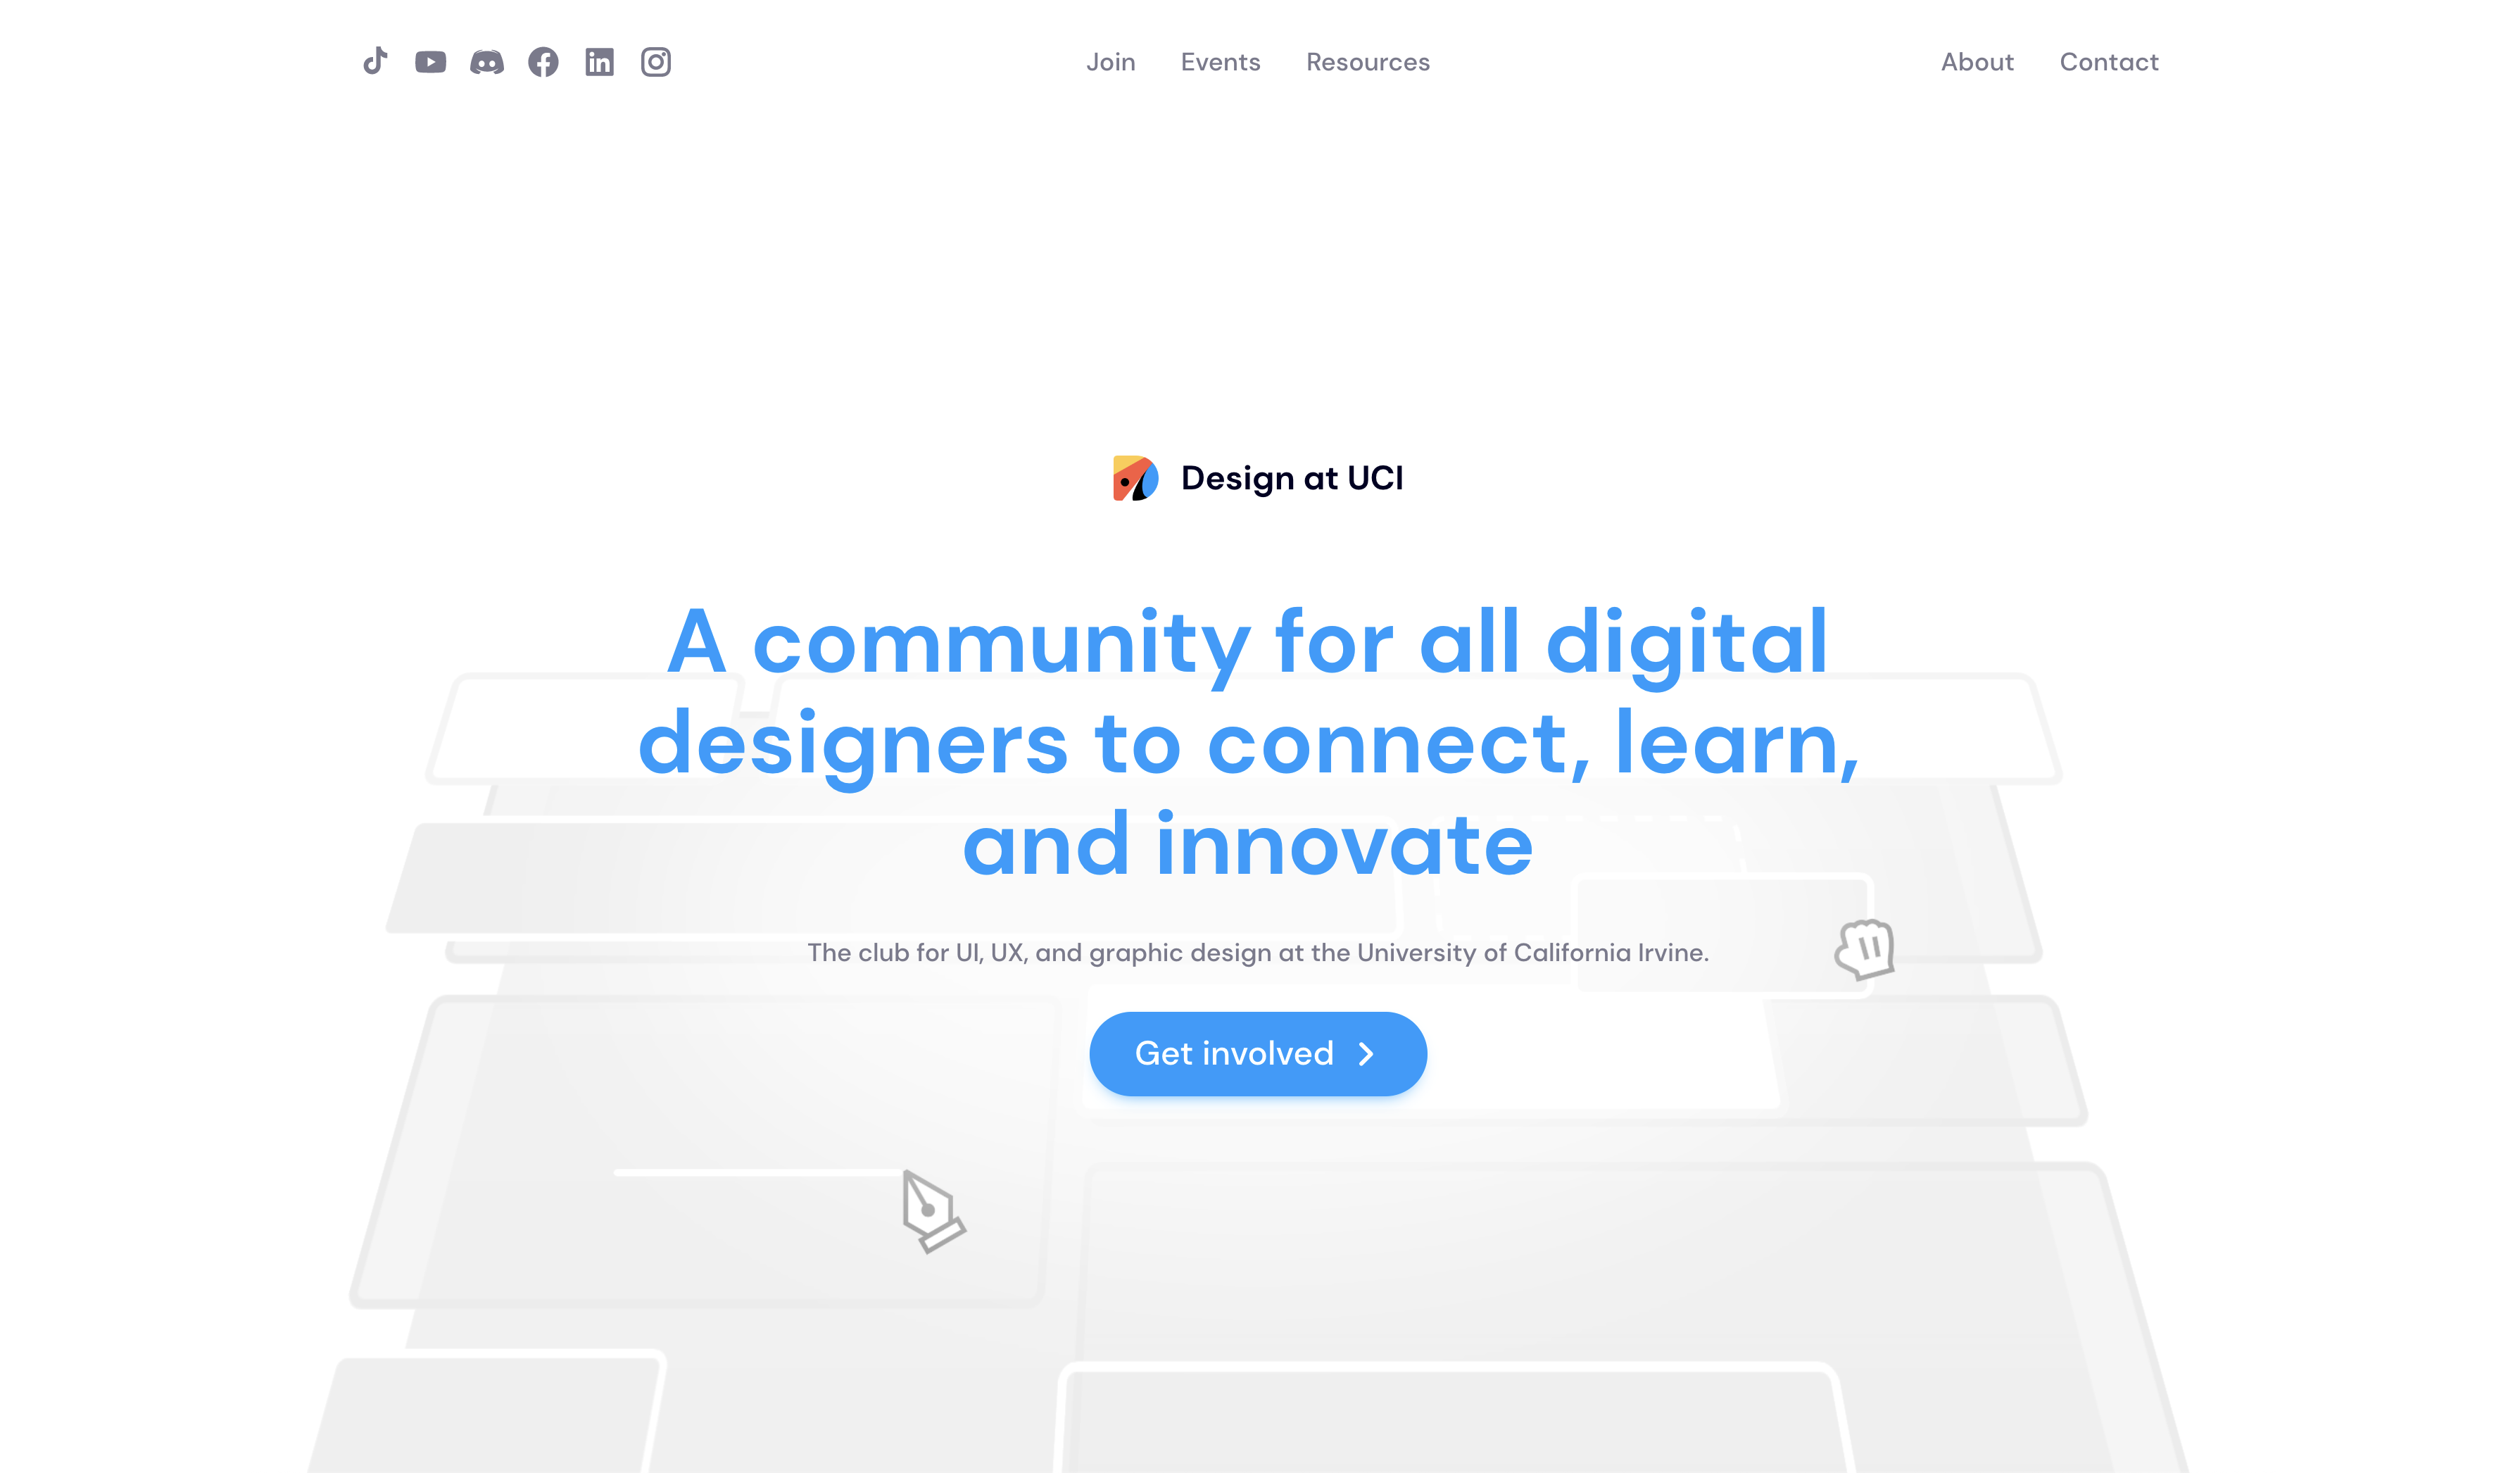 Join Events Resources About Contact
Design at UCI
A community for all digital
designers to connect, learn,
and innovate
The club for UI, UX, and graphic design at the University of California Irvine.
Get involved